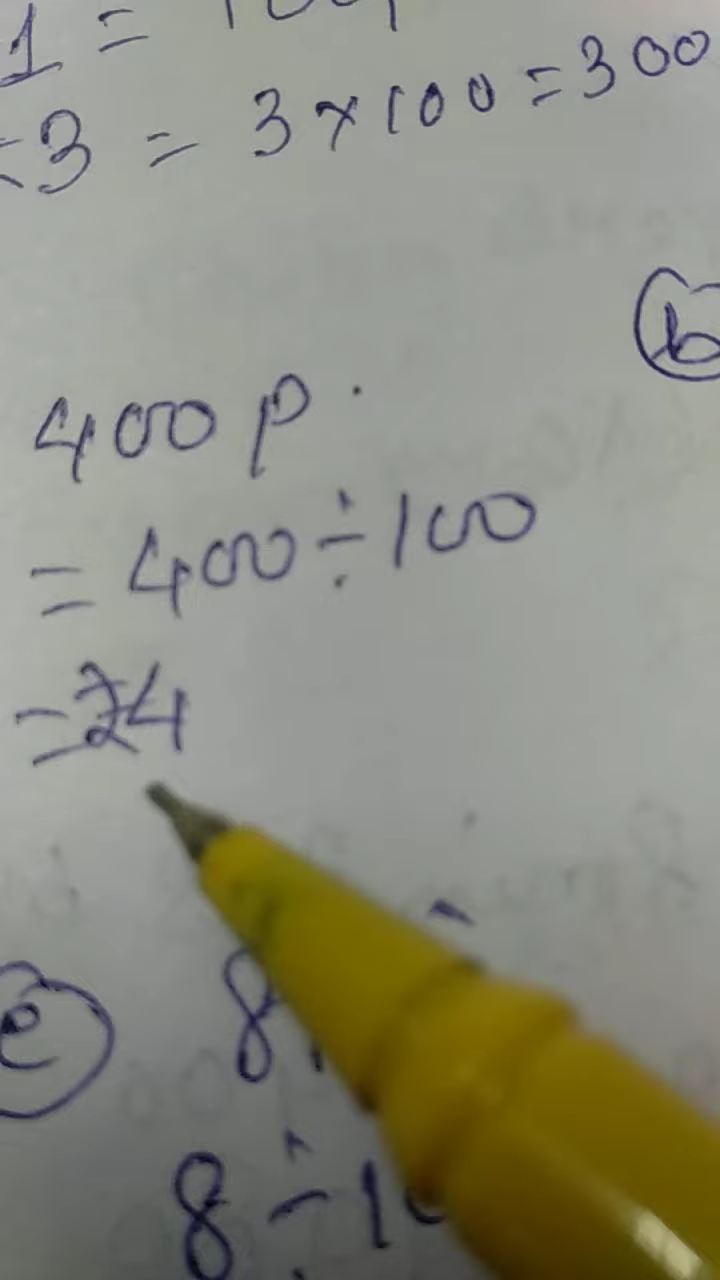 1 =
3 = 3 × 100 = 300
b
400 p.
= 400 ÷ 100
= ₹4
e
8
8 ÷ 1